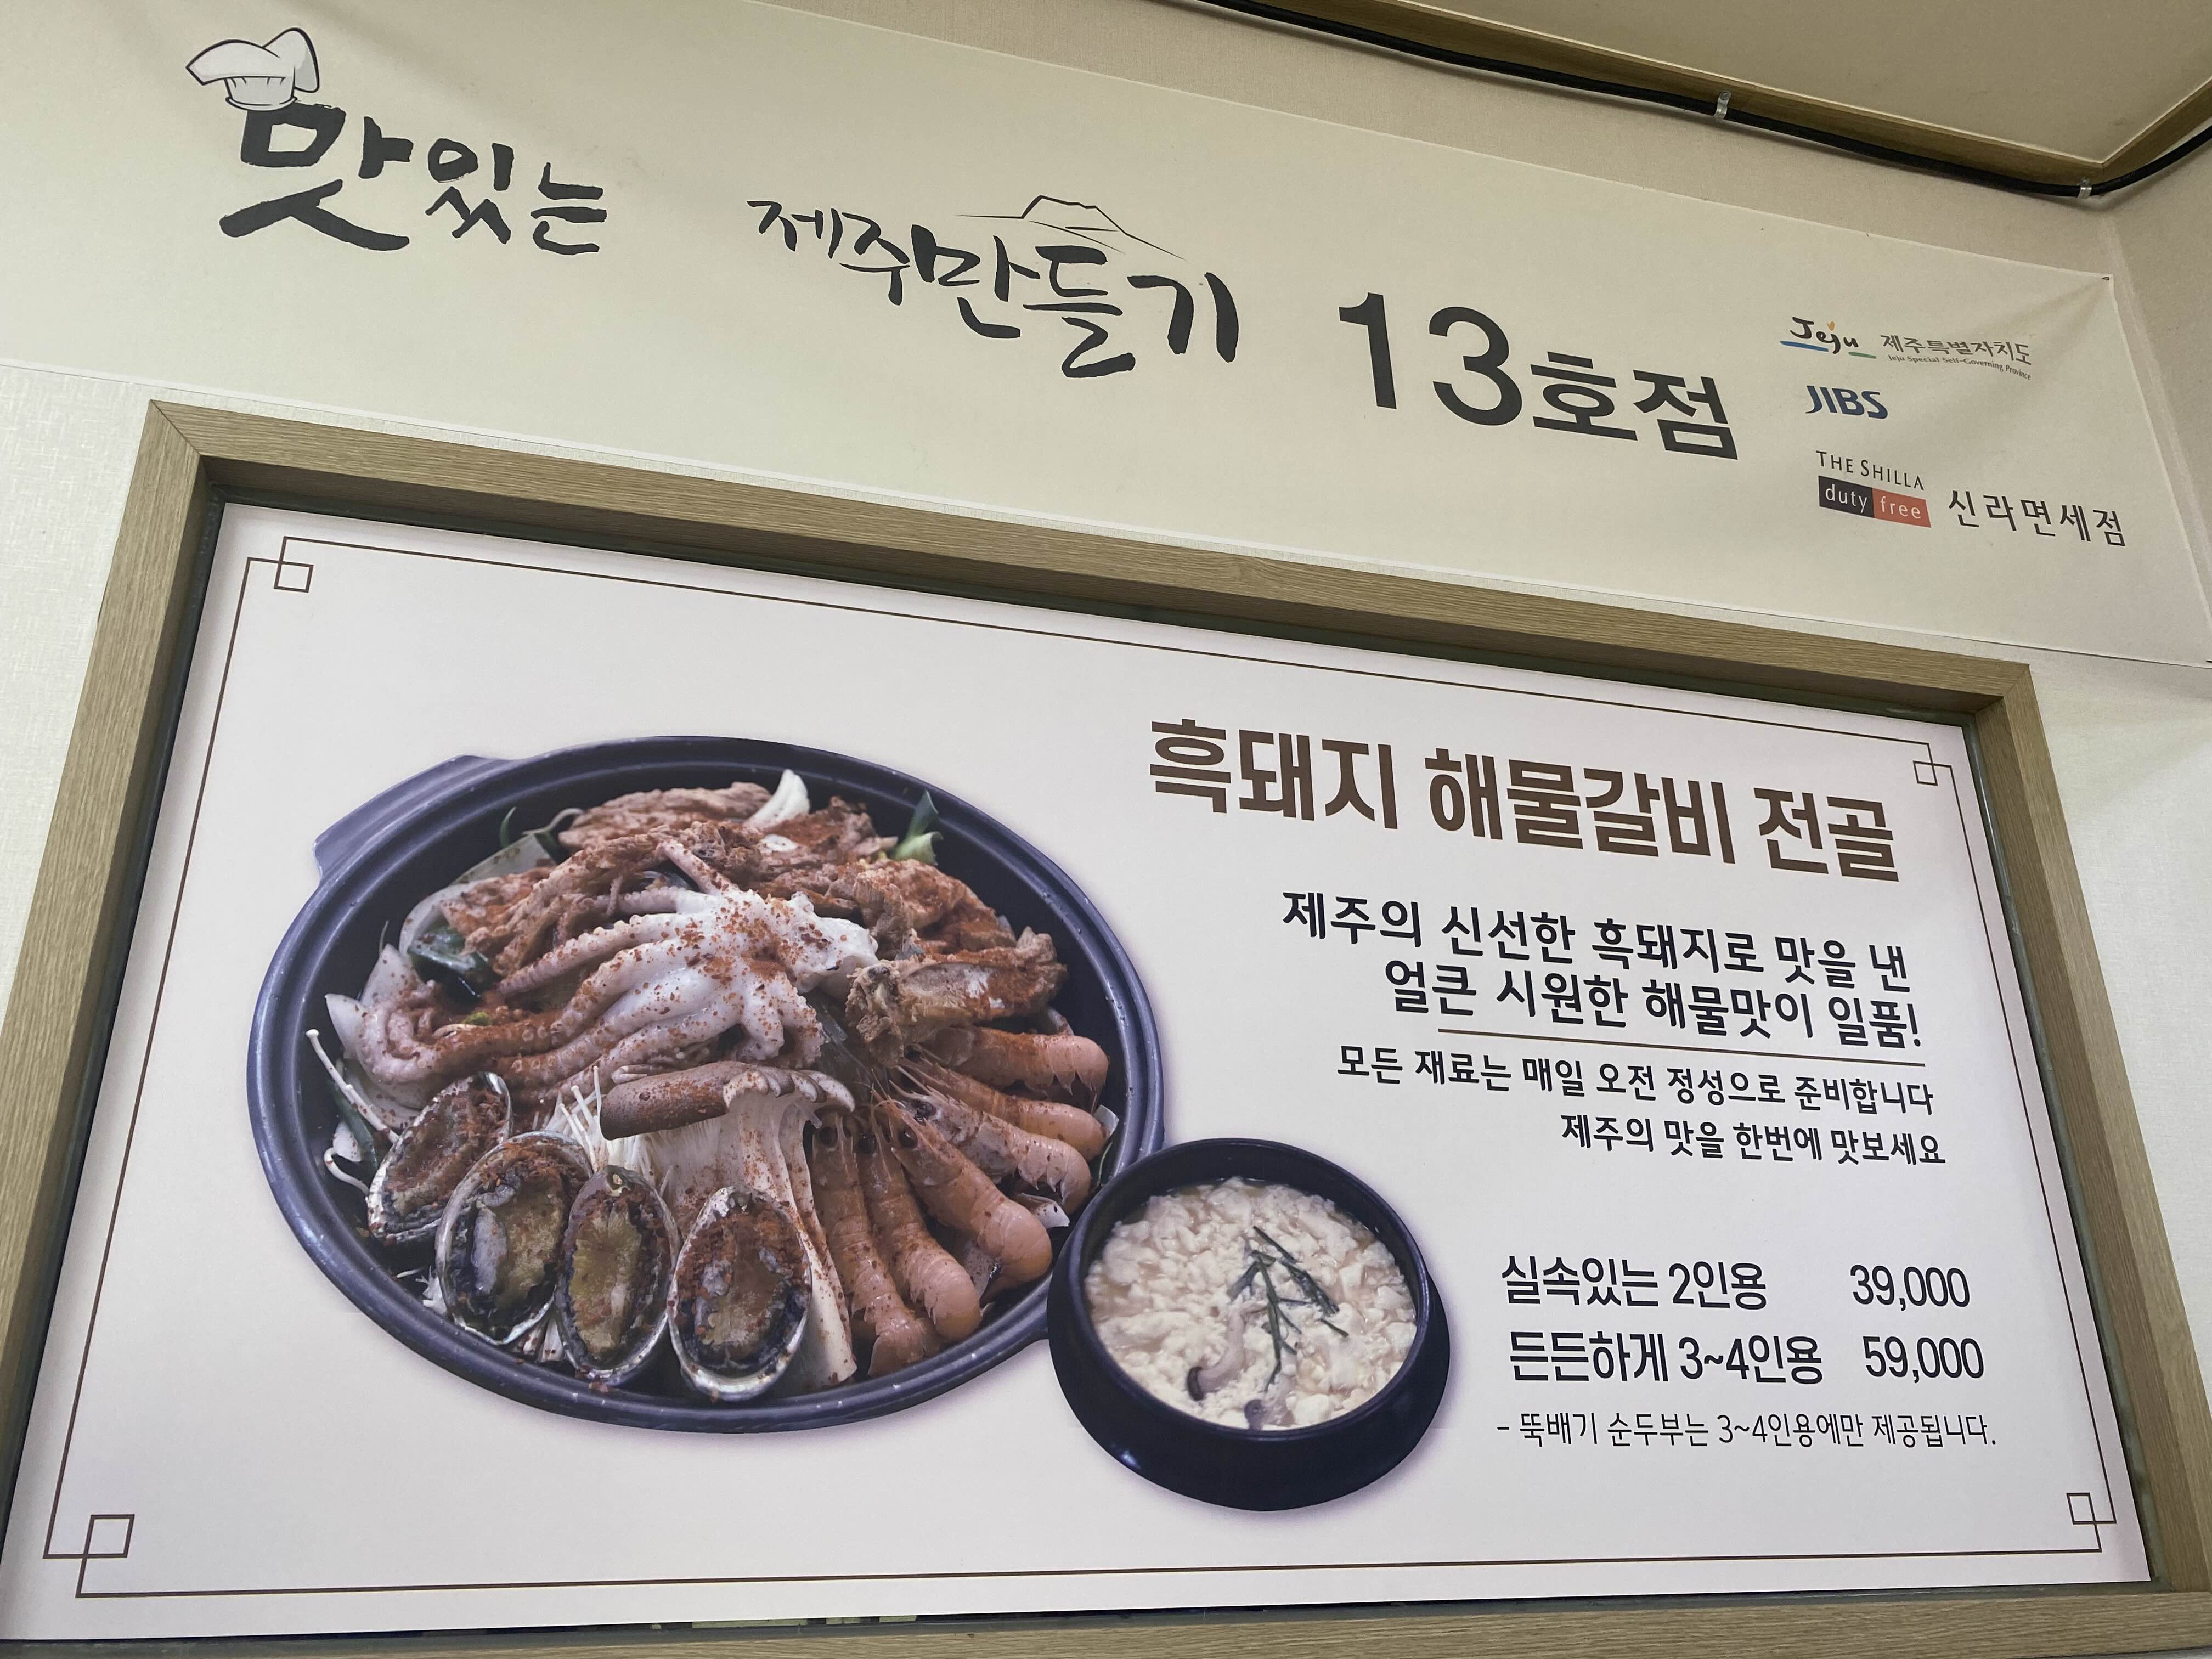 맛있는 제주만들기 13호점
Jeju 제주특별자치도
Jeju Special Self-Governing Province
JIBS
THE SHILLA
duty free 신라면세점
흑돼지 해물갈비 전골
제주의 신선한 흑돼지로 맛을 낸
얼큰 시원한 해물맛이 일품!
모든 재료는 매일 오전 정성으로 준비합니다
제주의 맛을 한번에 맛보세요
실속있는 2인용 39,000
든든하게 3~4인용 59,000
- 뚝배기 순두부는 3~4인용에만 제공됩니다.